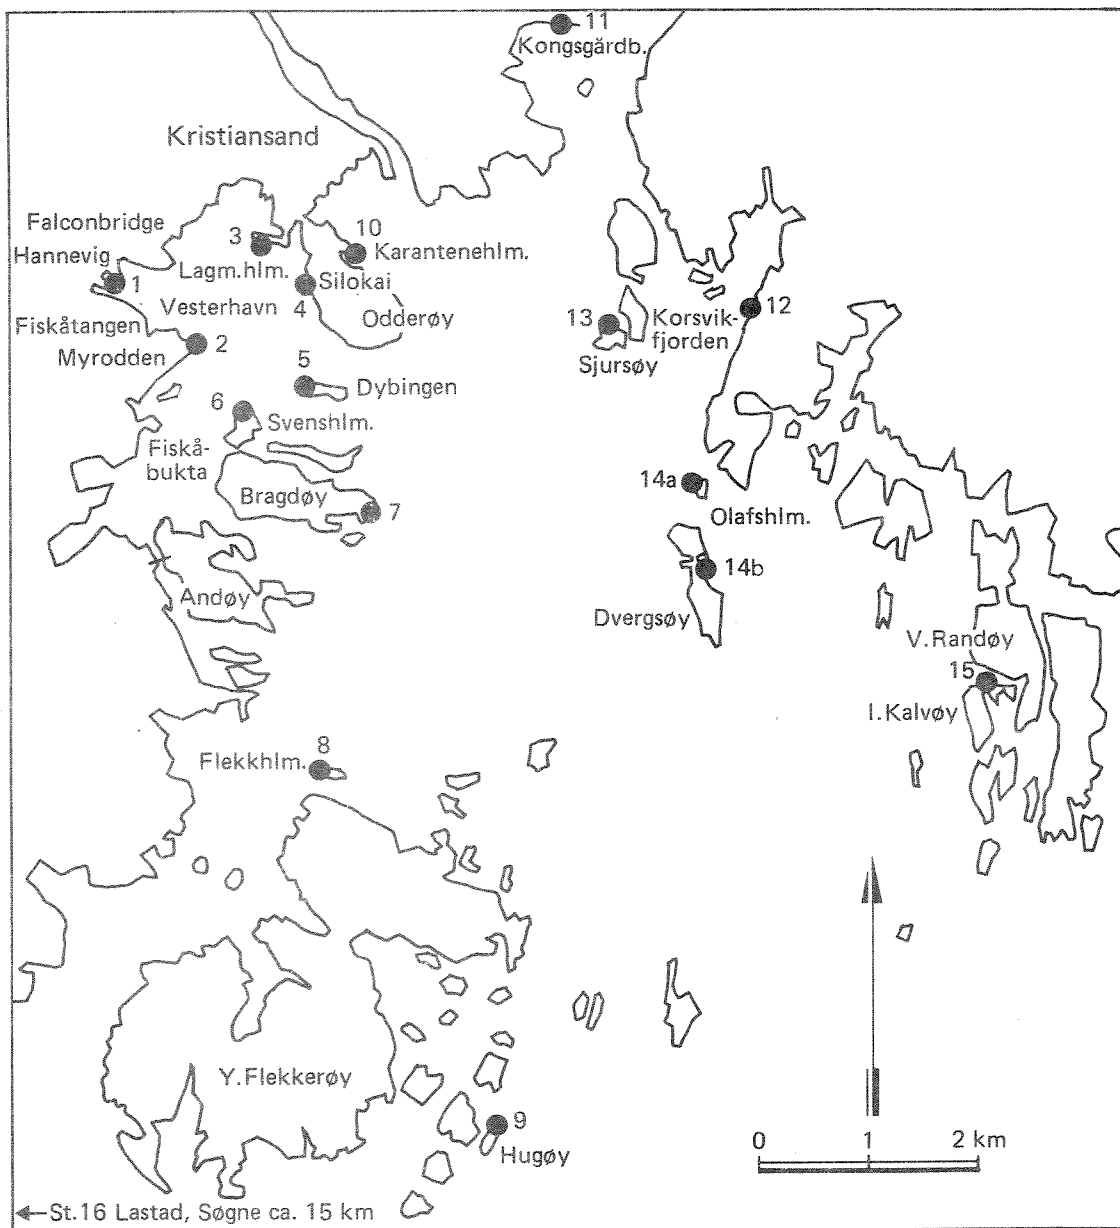 11
Kongsgårdb.
Kristiansand
Falconbridge
Hannevig
1
3
Lagm.hlm.
10
Karantenehlm.
Silokai
4
Vesterhavn
Odderøy
Fiskåtangen
Myrodden
2
5
Dybingen
6
Svenshlm.
Fiskå-
bukta
Bragdøy
7
Andøy
12
13
Korsvik-
fjorden
Sjursøy
14a
Olafshlm.
14b
Dvergsøy
V.Randøy
15
I.Kalvøy
8
Flekkhlm.
Y.Flekkerøy
9
Hugøy
0 1 2 km
St.16 Lastad, Søgne ca. 15 km